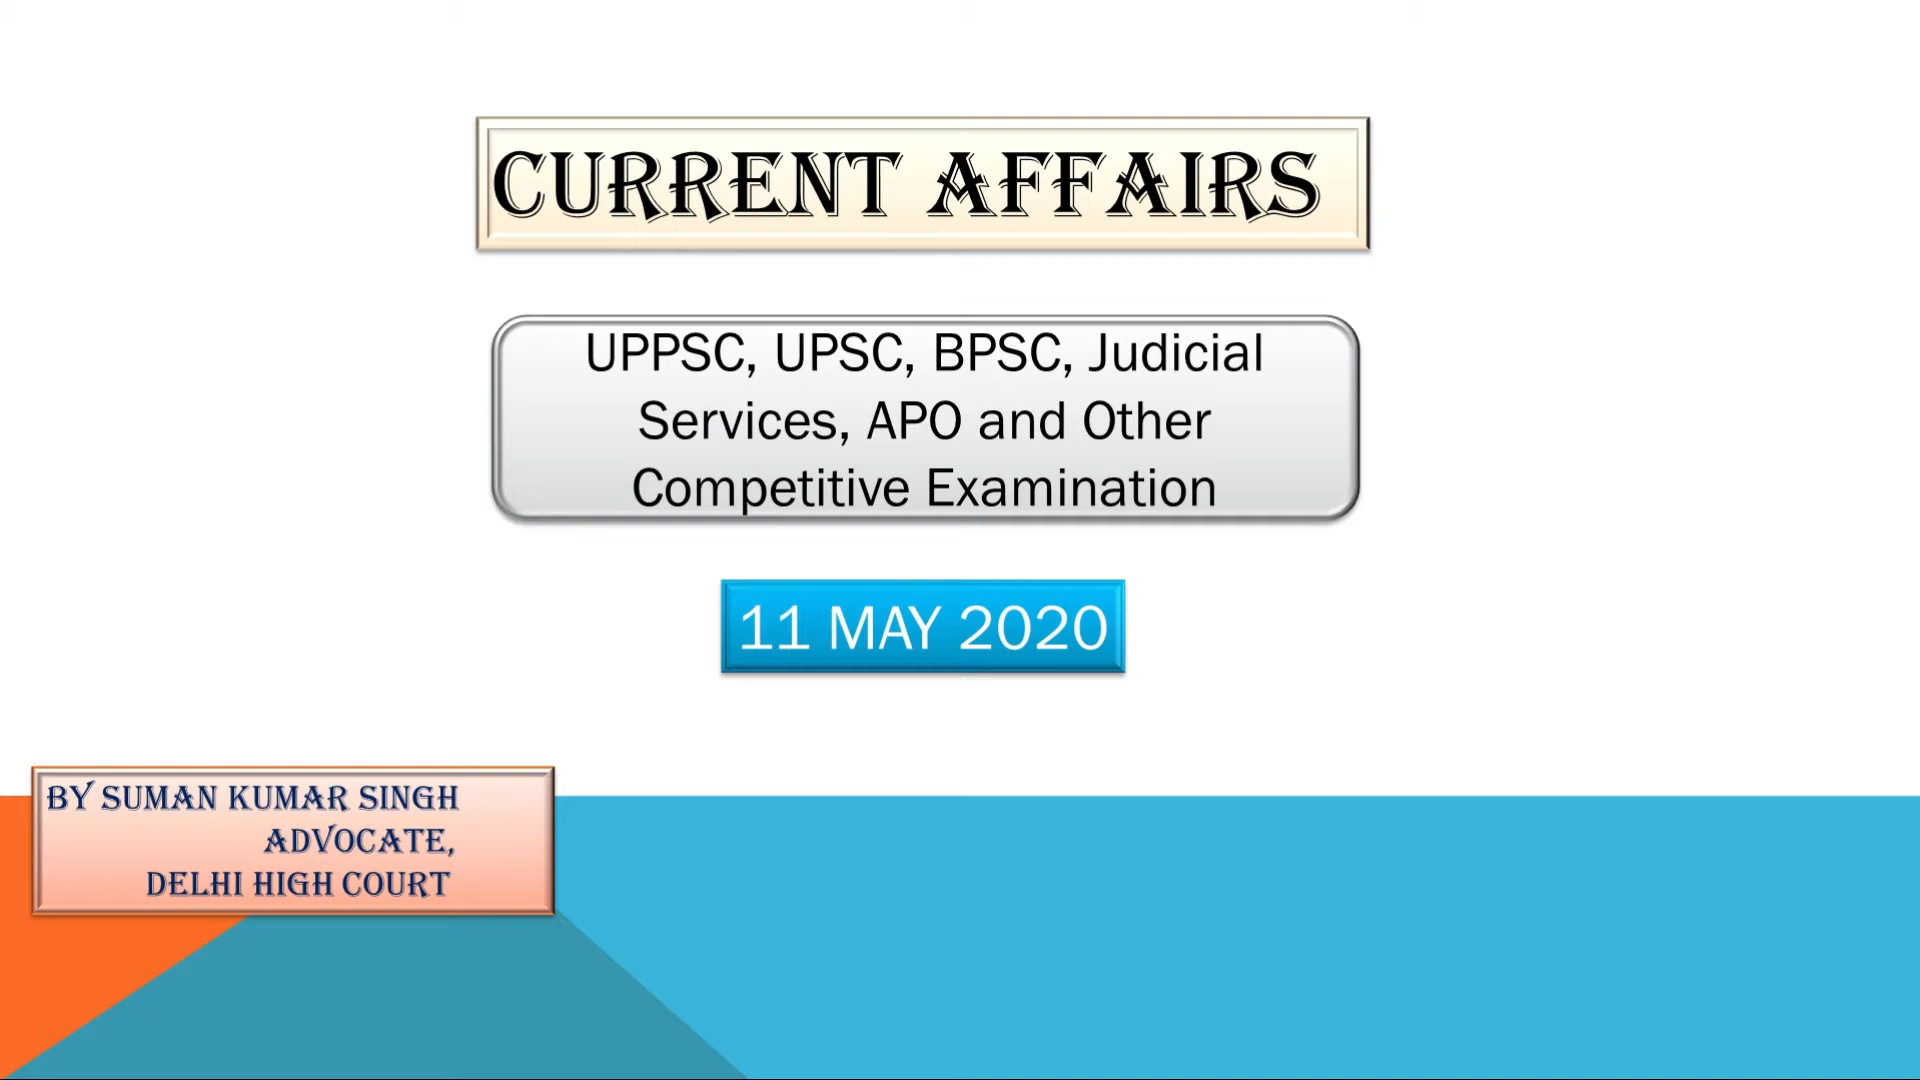 CURRENT AFFAIRS
UPPSC, UPSC, BPSC, Judicial
Services, APO and Other
Competitive Examination
11 MAY 2020
BY SUMAN KUMAR SINGH
ADVOCATE,
DELHI HIGH COURT